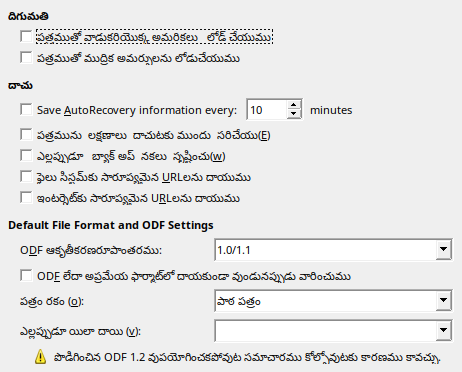 దిగుమతి
పత్రముతో వాడుకరియొక్క అమరికలు లోడ్ చేయుము
పత్రముతో ముద్రిక అమర్పులను లోడుచేయుము
దాచు
Save AutoRecovery information every: 10 minutes
పత్రమును లక్షణాలు దాచుటకు ముందు సరిచేయు(E)
ఎల్లప్పుడూ బ్యాక్ అప్ నకలు సృష్టించు(w)
ఫైలు సిస్టమ్‌కు సారూప్యమైన URLలను దాయుము
ఇంటర్నెట్‌కు సారూప్యమైన URLలను దాయుము
Default File Format and ODF Settings
ODF ఆకృతీకరణరూపాంతరము: 1.0/1.1
ODF లేదా అప్రమేయ ఫార్మాట్‌లో దాయకుండా వుండునప్పుడు వారించుము
పత్రం రకం (o): పాఠ పత్రం
ఎల్లప్పుడూ యిలా దాయి (v):
పొడిగించిన ODF 1.2 వుపయోగించకపోవుట సమాచారము కోల్పోవుటకు కారణము కావచ్చు.